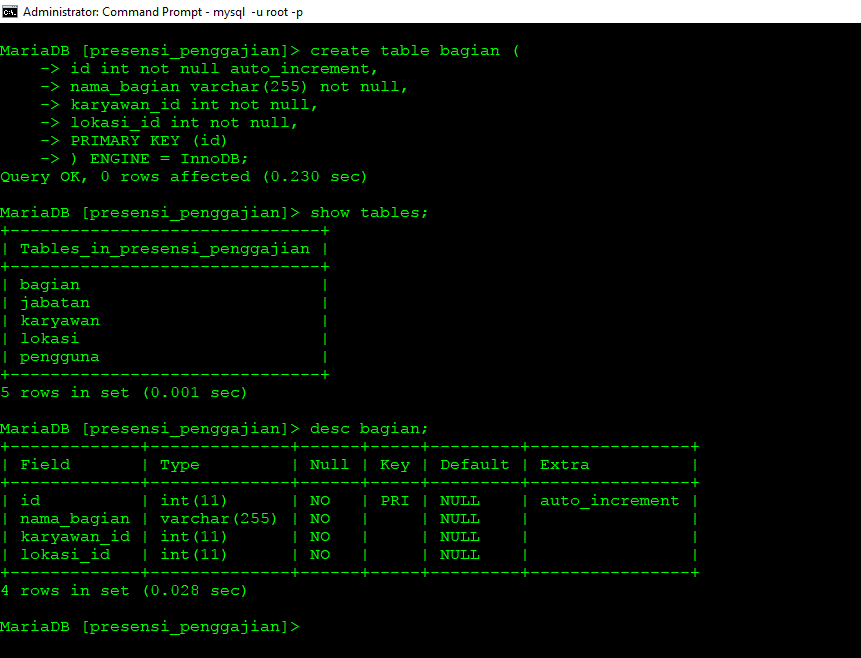 Administrator: Command Prompt - mysql  -u root -p
MariaDB [presensi_penggajian]> create table bagian (
    -> id int not null auto_increment,
    -> nama_bagian varchar(255) not null,
    -> karyawan_id int not null,
    -> lokasi_id int not null,
    -> PRIMARY KEY (id)
    -> ) ENGINE = InnoDB;
Query OK, 0 rows affected (0.230 sec)
MariaDB [presensi_penggajian]> show tables;
+-------------------------------+
| Tables_in_presensi_penggajian |
+-------------------------------+
| bagian                        |
| jabatan                       |
| karyawan                      |
| lokasi                        |
| pengguna                      |
+-------------------------------+
5 rows in set (0.001 sec)
MariaDB [presensi_penggajian]> desc bagian;
+-------------+--------------+------+-----+---------+----------------+
| Field       | Type         | Null | Key | Default | Extra          |
+-------------+--------------+------+-----+---------+----------------+
| id          | int(11)      | NO   | PRI | NULL    | auto_increment |
| nama_bagian | varchar(255) | NO   |     | NULL    |                |
| karyawan_id | int(11)      | NO   |     | NULL    |                |
| lokasi_id   | int(11)      | NO   |     | NULL    |                |
+-------------+--------------+------+-----+---------+----------------+
4 rows in set (0.028 sec)
MariaDB [presensi_penggajian]>